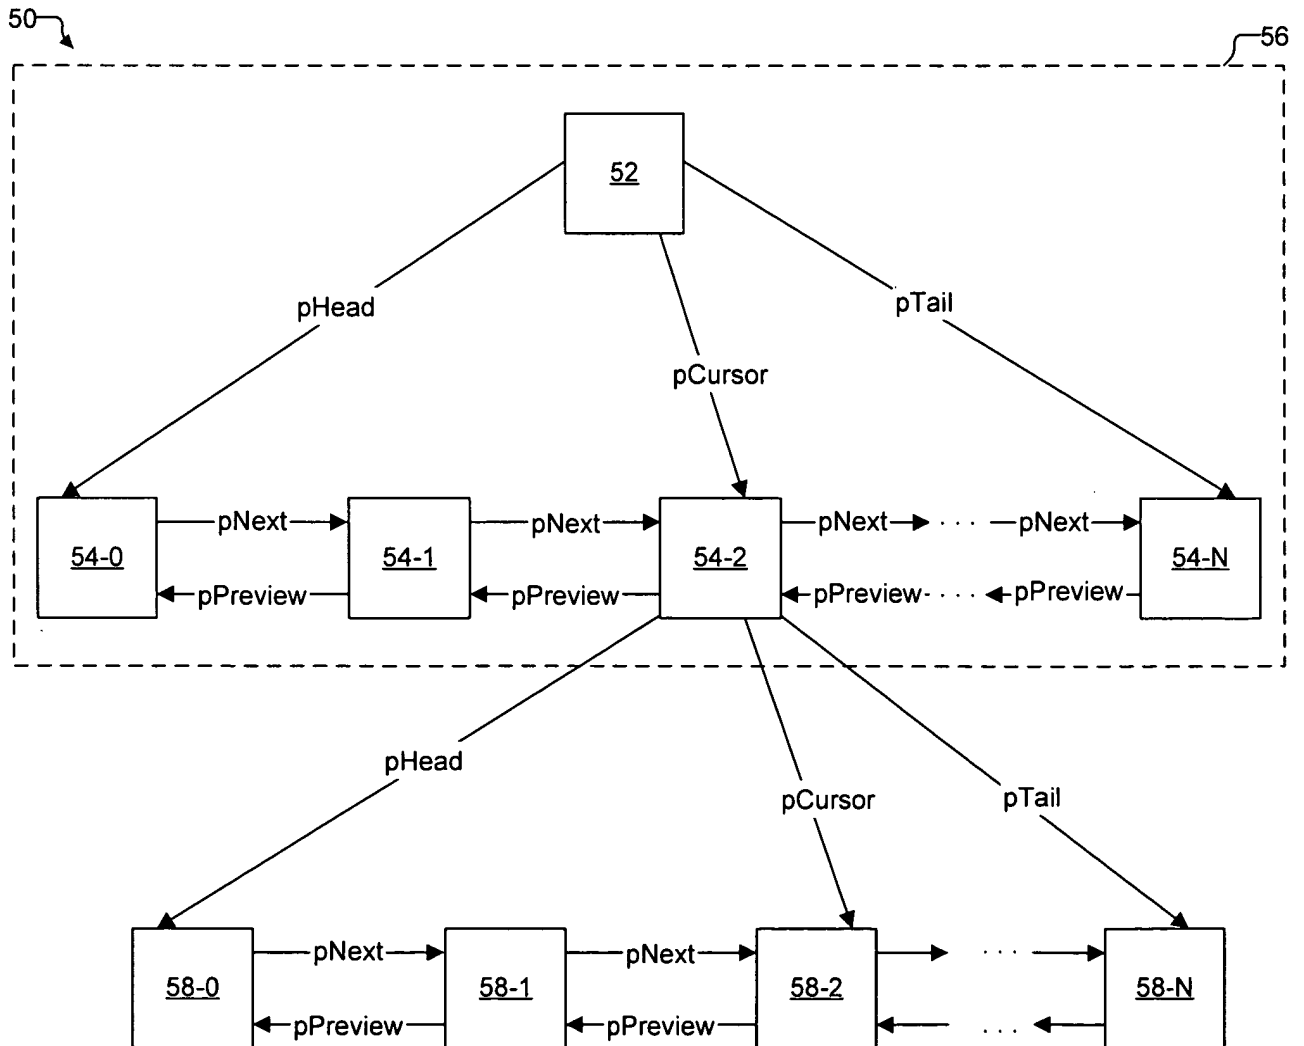 50
56
52
pHead
pTail
pCursor
pNext pNext pNext .... pNext
54-0 54-1 54-2 54-N
pPreview pPreview pPreview .... pPreview
pHead
pCursor
pTail
pNext pNext ...
58-0 58-1 58-2 58-N
pPreview pPreview ...